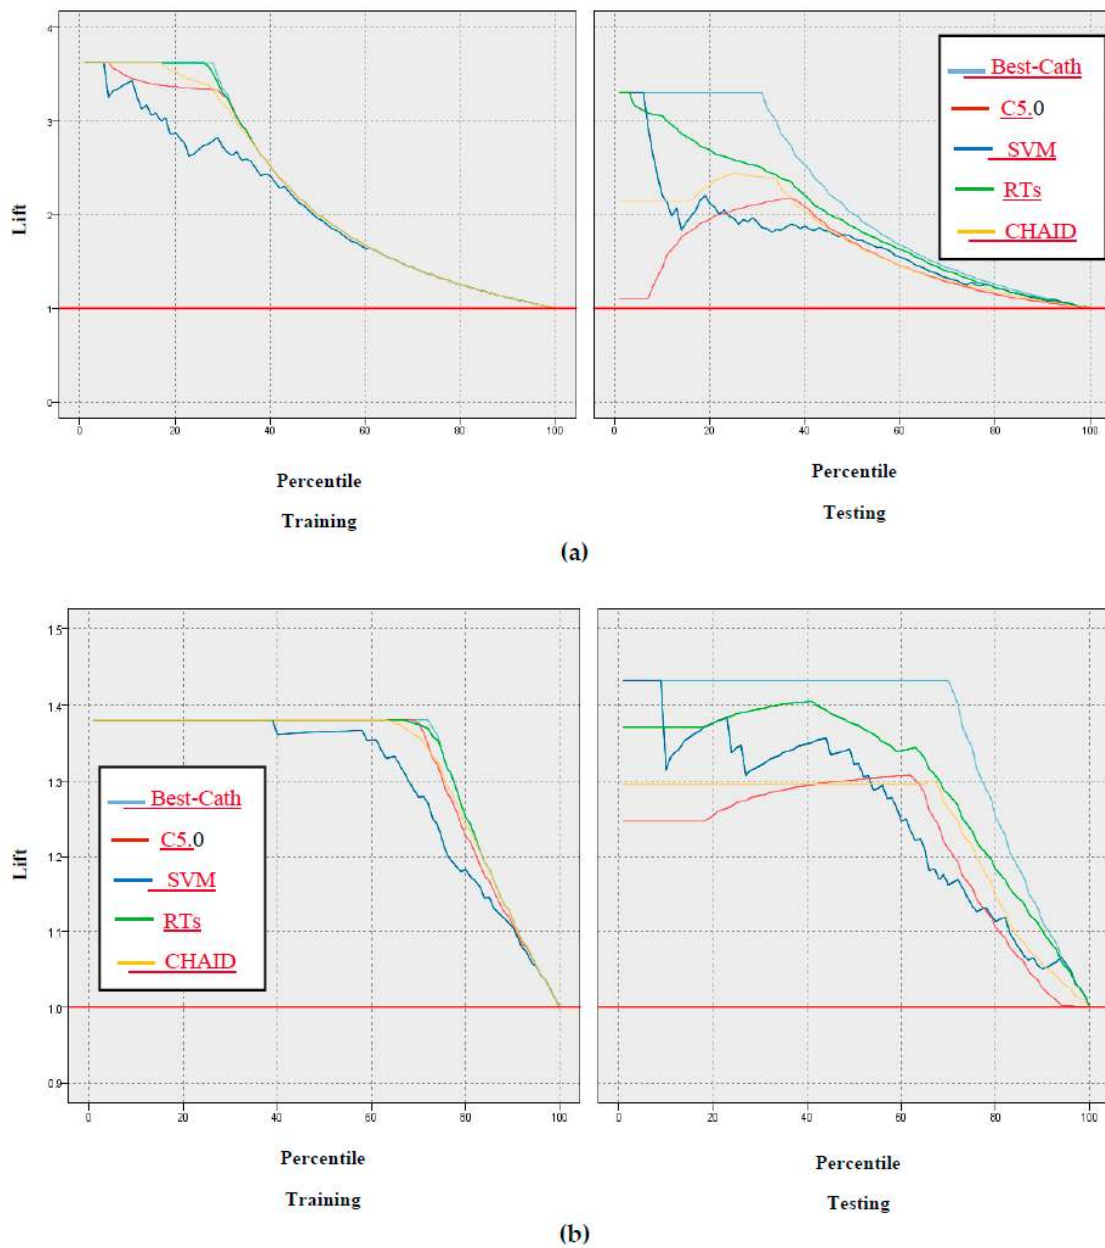 4
3
2
1
0
Lift
0 20 40 60 80 100
Percentile
Training
Best-Cath
C5.0
SVM
RTs
CHAID
0 20 40 60 80 100
Percentile
Testing
(a)
1.5
1.4
1.3
1.2
1.1
1.0
0.9
Lift
Best-Cath
C5.0
SVM
RTs
CHAID
0 20 40 60 80 100
Percentile
Training
0 20 40 60 80 100
Percentile
Testing
(b)